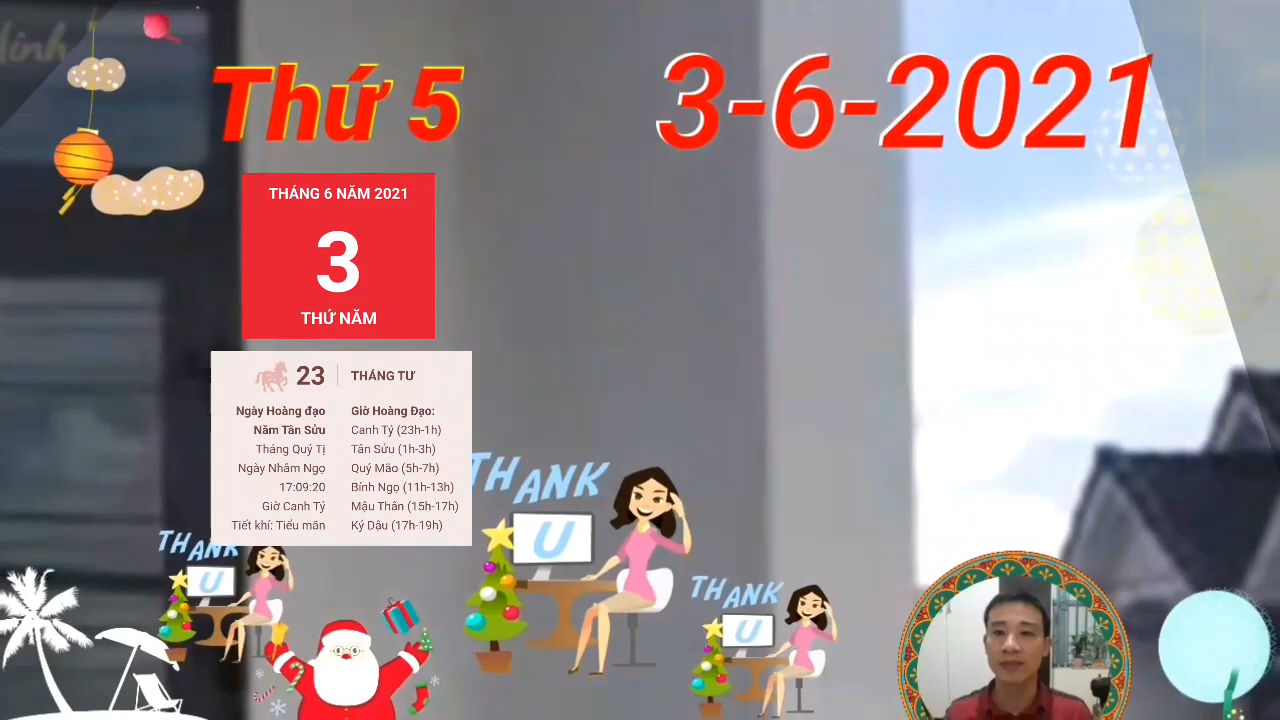 Thứ 5
3-6-2021
THÁNG 6 NĂM 2021
3
THỨ NĂM
23
THÁNG TƯ
Ngày Hoàng đạo
Năm Tân Sửu
Tháng Quý Tị
Ngày Nhâm Ngọ
17:09:20
Giờ Canh Tý
Tiết khí: Tiểu mãn
Giờ Hoàng Đạo:
Canh Tý (23h-1h)
Tân Sửu (1h-3h)
Quý Mão (5h-7h)
Bính Ngọ (11h-13h)
Mậu Thân (15h-17h)
Kỷ Dậu (17h-19h)
THANK
U
THANK
U
THANK
U